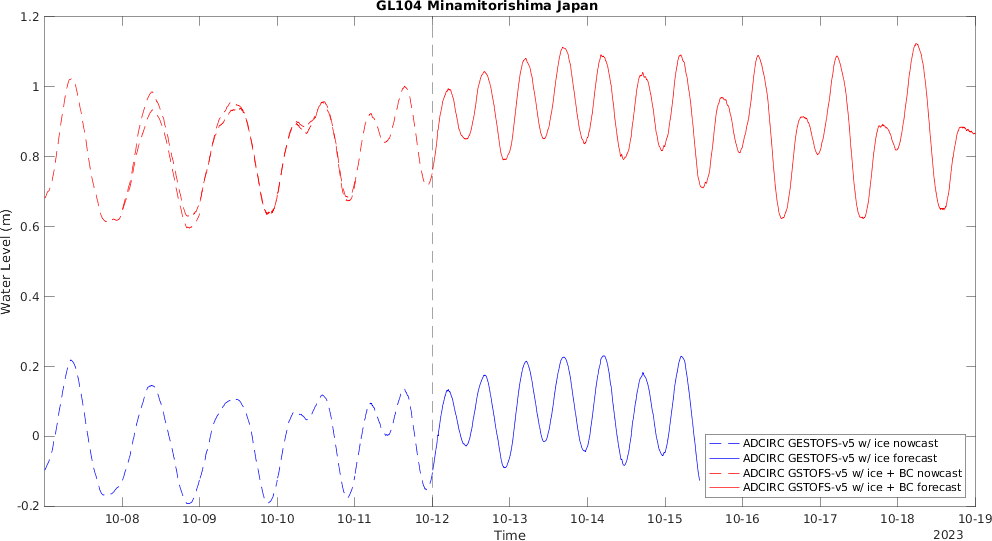 GL104 Minamitorishima Japan
1.2
1
0.8
0.6
0.4
0.2
0
-0.2
Water Level (m)
ADCIRC GESTOFS-v5 w/ ice nowcast
ADCIRC GESTOFS-v5 w/ ice forecast
ADCIRC GSTOFS-v5 w/ ice + BC nowcast
ADCIRC GSTOFS-v5 w/ ice + BC forecast
10-08 10-09 10-10 10-11 10-12 10-13 10-14 10-15 10-16 10-17 10-18 10-19
Time
2023